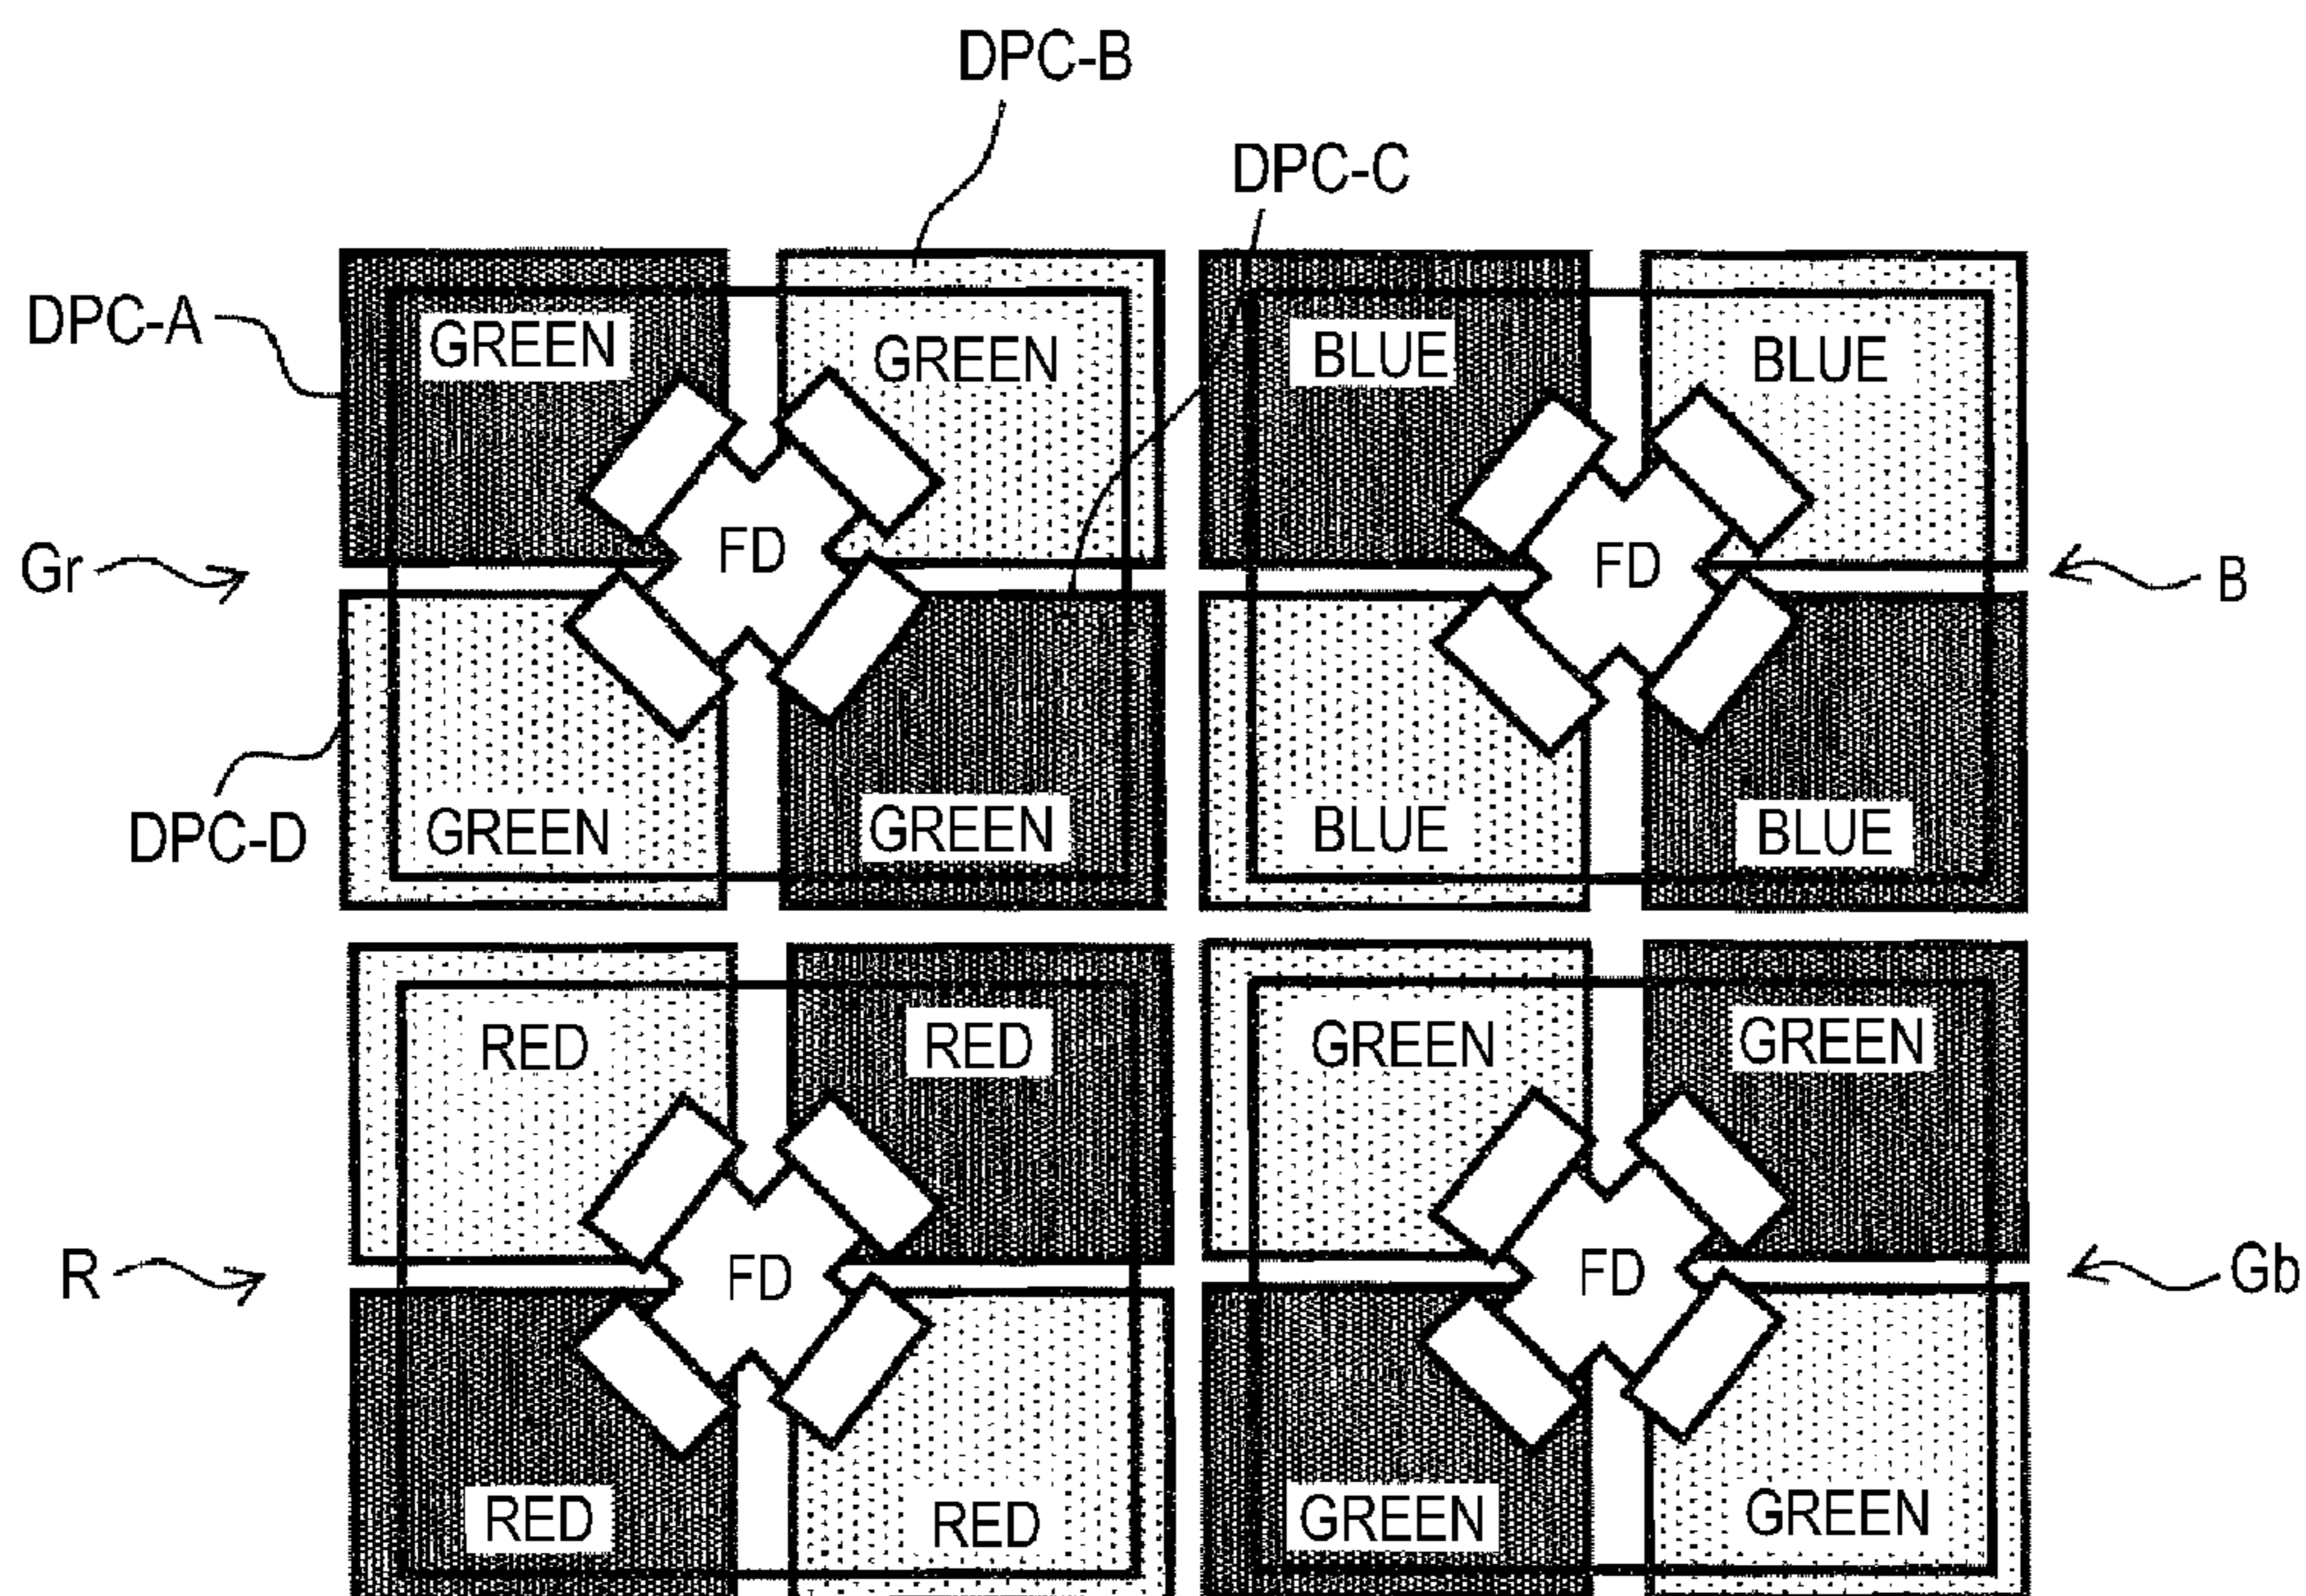 DPC-B
DPC-C
DPC-A
GREEN GREEN BLUE BLUE
Gr FD FD B
DPC-D GREEN GREEN BLUE BLUE
RED RED GREEN GREEN
R FD FD Gb
RED RED GREEN GREEN